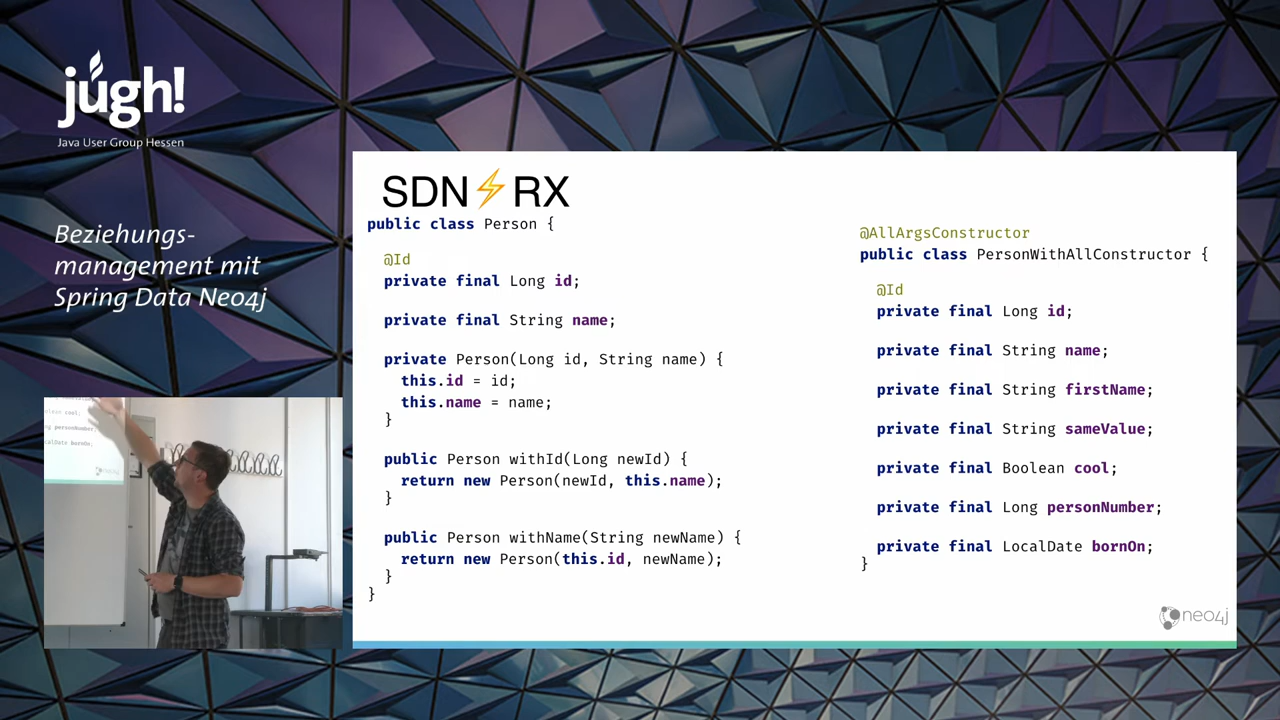 jugh!
Java User Group Hessen
Beziehungs-
management mit
Spring Data Neo4j
SDN⚡RX
public class Person {
@Id
private final Long id;
private final String name;
private Person(Long id, String name) {
this.id = id;
this.name = name;
}
public Person withId(Long newId) {
return new Person(newId, this.name);
}
public Person withName(String newName) {
return new Person(this.id, newName);
}
}
@AllArgsConstructor
public class PersonWithAllConstructor {
@Id
private final Long id;
private final String name;
private final String firstName;
private final String sameValue;
private final Boolean cool;
private final Long personNumber;
private final LocalDate bornOn;
}
neo4j
cool;
personNumber;
bornOn;